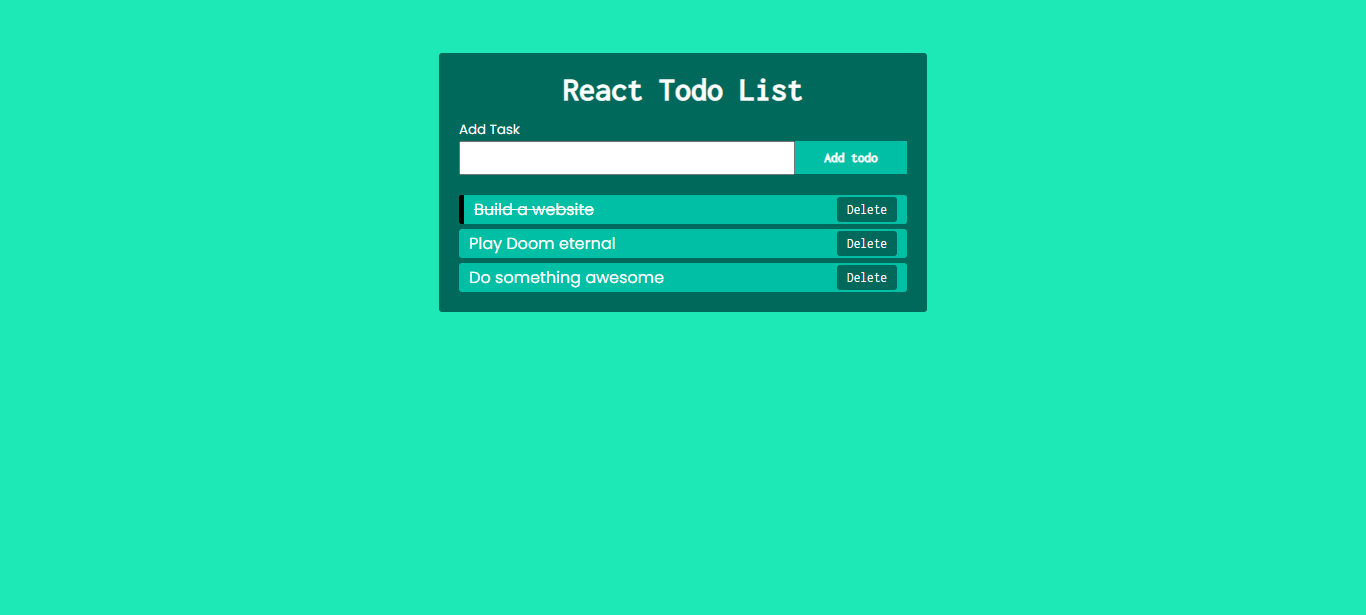 React Todo List
Add Task
Add todo
Build a website Delete
Play Doom eternal Delete
Do something awesome Delete